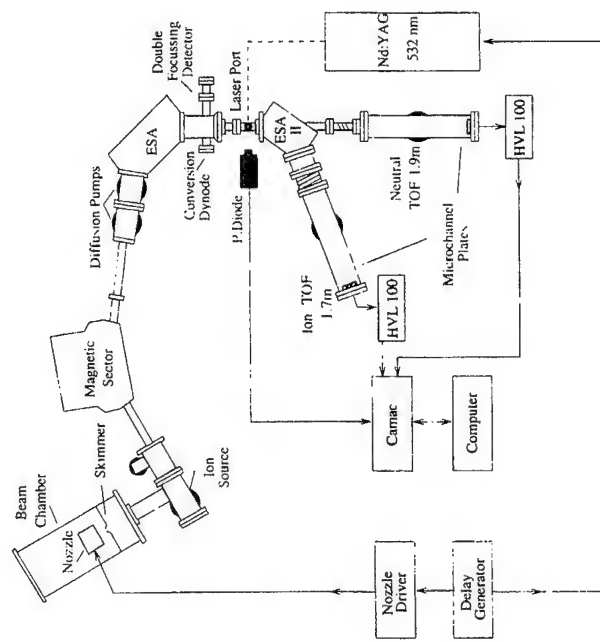 Beam
Chamber
Nozzle
Skimmer
Ion
Source
Magnetic
Sector
Diffusion Pumps
ESA
Double
Focussing
Detector
Conversion
Dynode
Laser Port
P.Diode
ESA
II
Nd:YAG
532 nm
Ion TOF
1.7m
Neutral
TOF 1.9m
Microchannel
Plates
HVL 100
HVL 100
Camac
Computer
Nozzle
Driver
Delay
Generator